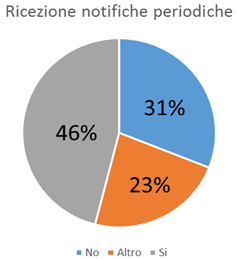 Ricezione notifiche periodiche
31%
46%
23%
No Altro Si